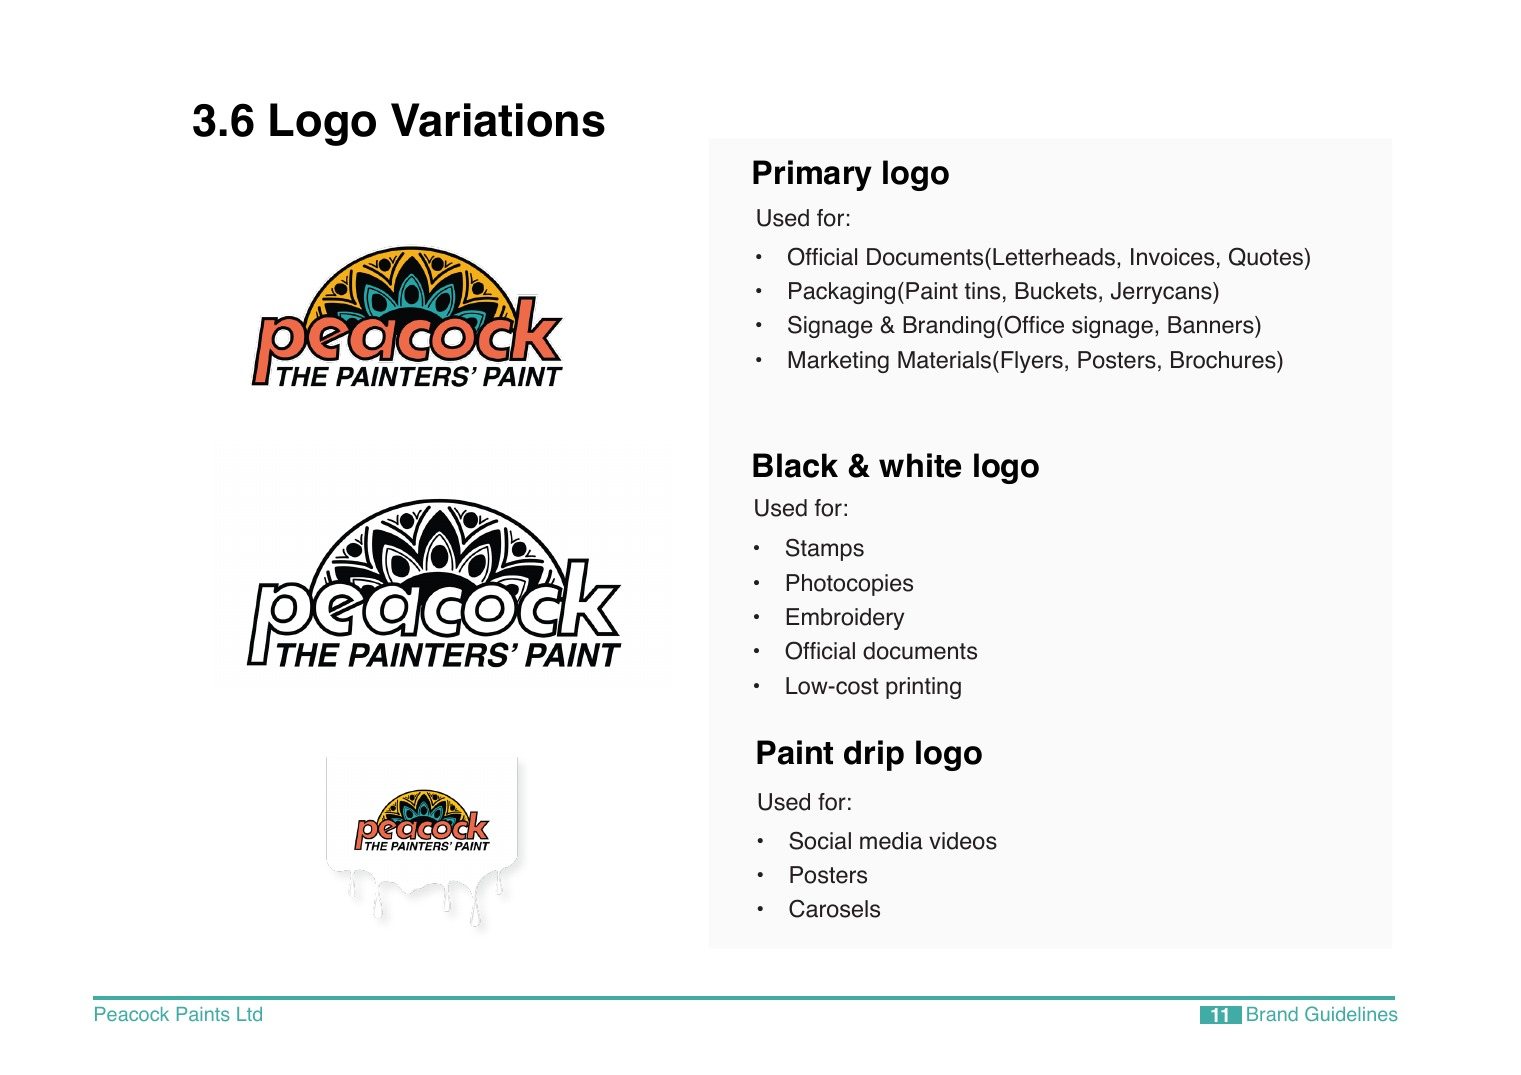 3.6 Logo Variations
peacock
THE PAINTERS’ PAINT
Primary logo
Used for:
• Official Documents(Letterheads, Invoices, Quotes)
• Packaging(Paint tins, Buckets, Jerrycans)
• Signage & Branding(Office signage, Banners)
• Marketing Materials(Flyers, Posters, Brochures)
peacock
THE PAINTERS’ PAINT
Black & white logo
Used for:
• Stamps
• Photocopies
• Embroidery
• Official documents
• Low-cost printing
peacock
THE PAINTERS’ PAINT
Paint drip logo
Used for:
• Social media videos
• Posters
• Carosels
Peacock Paints Ltd
11 Brand Guidelines